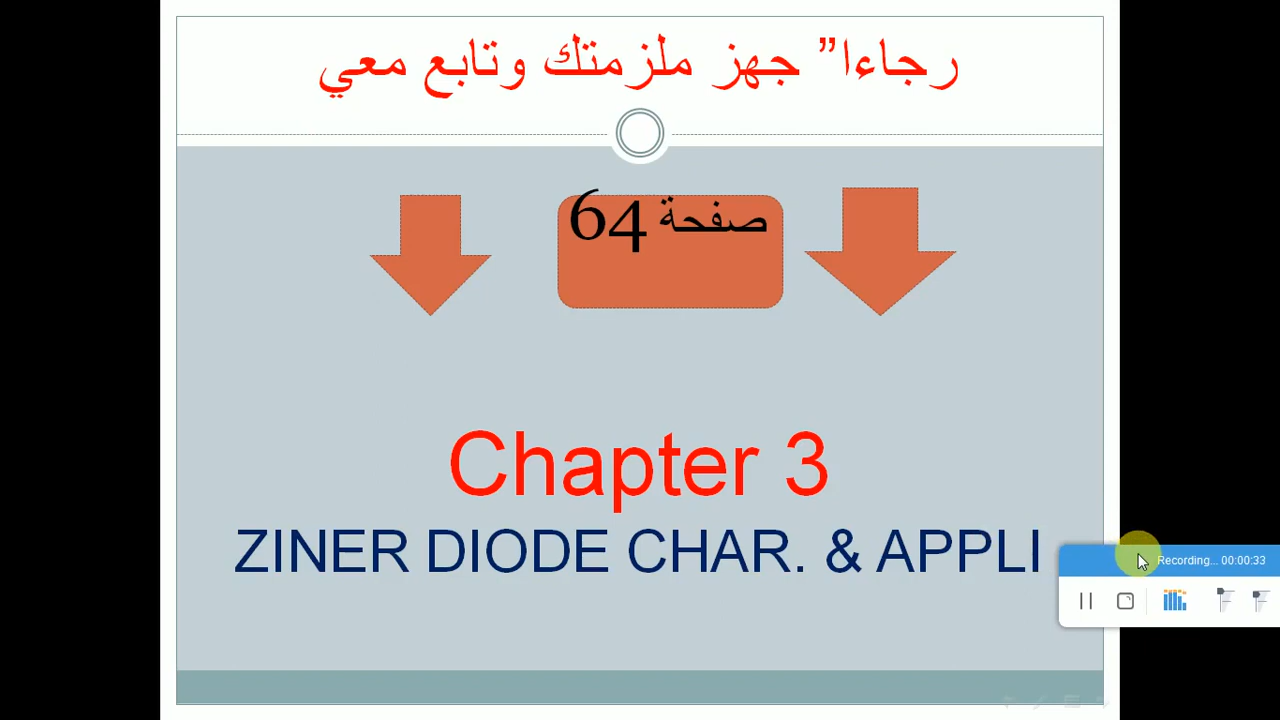 رجاءا” جهز ملزمتك وتابع معي
صفحة 64
Chapter 3
ZINER DIODE CHAR. & APPLI
Recording... 00:00:33